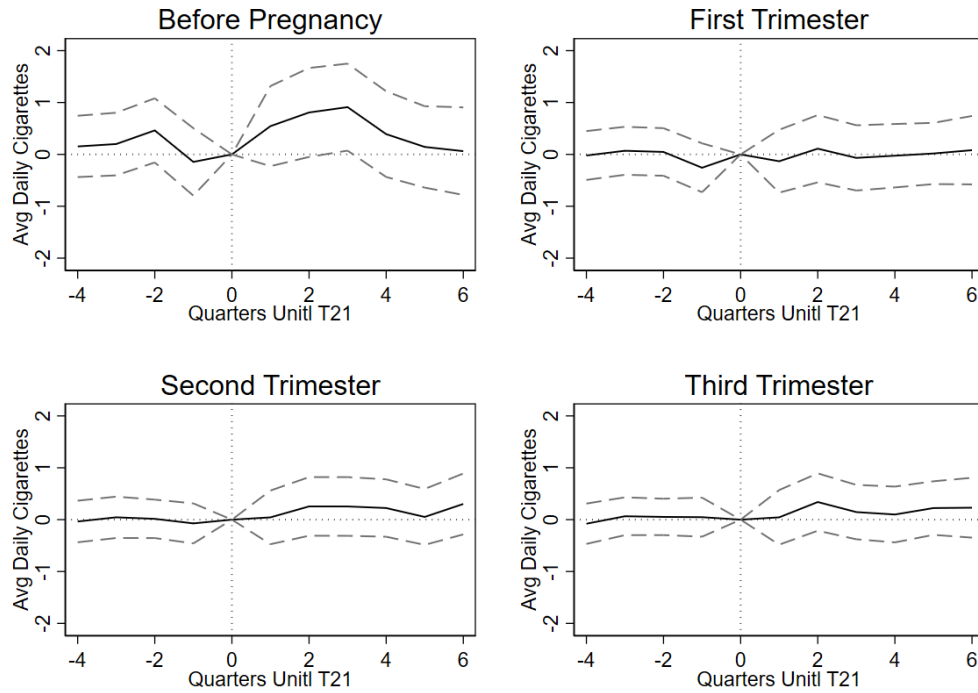 Before Pregnancy
Avg Daily Cigarettes
2
1
0
-1
-2
-4 -2 0 2 4 6
Quarters Unitl T21
First Trimester
Avg Daily Cigarettes
2
1
0
-1
-2
-4 -2 0 2 4 6
Quarters Unitl T21
Second Trimester
Avg Daily Cigarettes
2
1
0
-1
-2
-4 -2 0 2 4 6
Quarters Unitl T21
Third Trimester
Avg Daily Cigarettes
2
1
0
-1
-2
-4 -2 0 2 4 6
Quarters Unitl T21